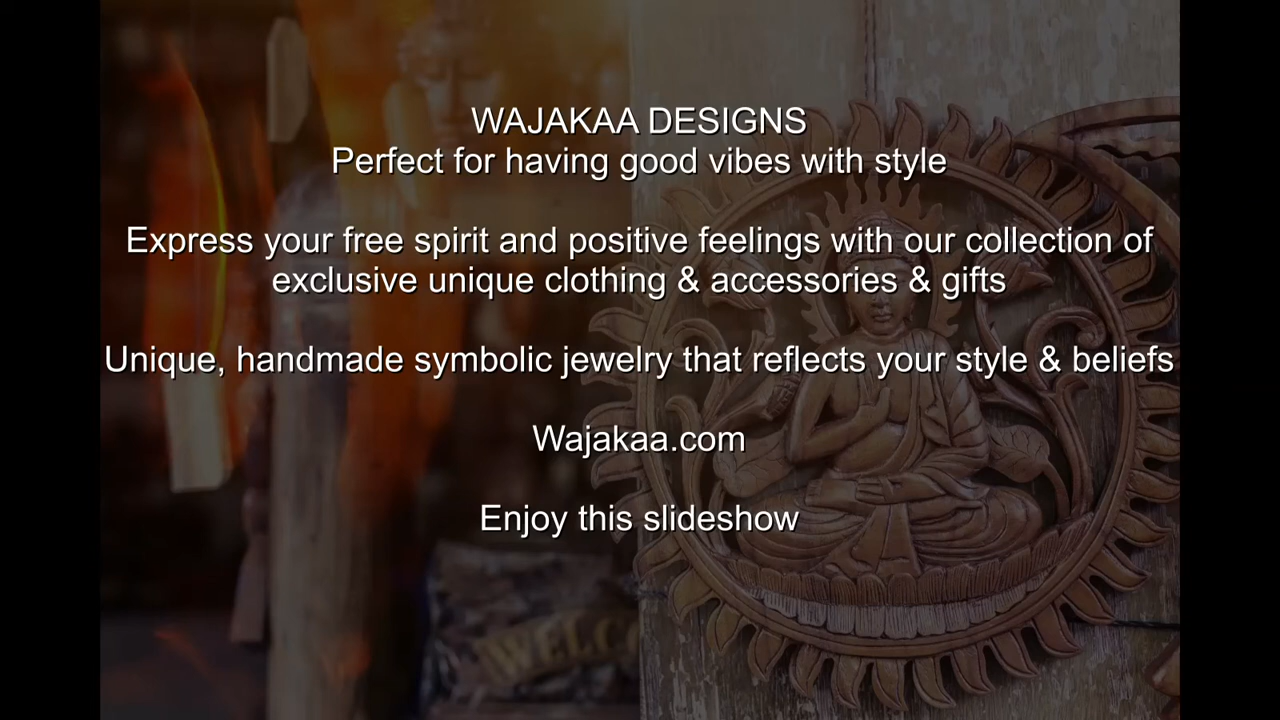 WAJAKAA DESIGNS
Perfect for having good vibes with style
Express your free spirit and positive feelings with our collection of
exclusive unique clothing & accessories & gifts
Unique, handmade symbolic jewelry that reflects your style & beliefs
Wajakaa.com
Enjoy this slideshow
WELCO